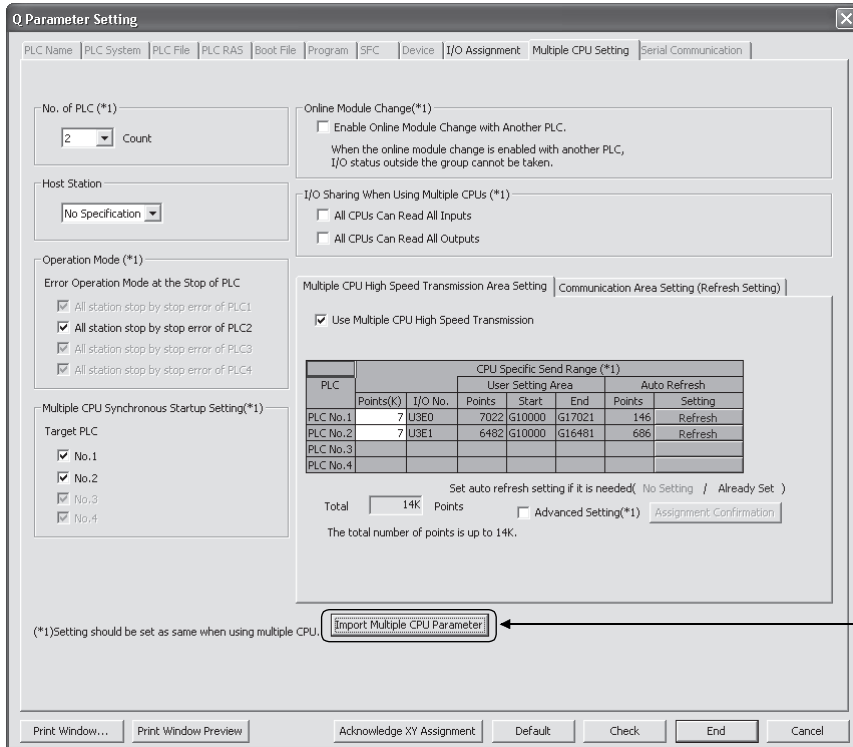 Q Parameter Setting
PLC Name PLC System PLC File PLC RAS Boot File Program SFC Device I/O Assignment Multiple CPU Setting Serial Communication
No. of PLC (*1)
2 Count
Host Station
No Specification
Operation Mode (*1)
Error Operation Mode at the Stop of PLC
All station stop by stop error of PLC1
All station stop by stop error of PLC2
All station stop by stop error of PLC3
All station stop by stop error of PLC4
Multiple CPU Synchronous Startup Setting(*1)
Target PLC
No.1
No.2
No.3
No.4
Online Module Change(*1)
Enable Online Module Change with Another PLC.
When the online module change is enabled with another PLC,
I/O status outside the group cannot be taken.
I/O Sharing When Using Multiple CPUs (*1)
All CPUs Can Read All Inputs
All CPUs Can Read All Outputs
Multiple CPU High Speed Transmission Area Setting Communication Area Setting (Refresh Setting)
Use Multiple CPU High Speed Transmission
CPU Specific Send Range (*1)
PLC User Setting Area Auto Refresh
Points(K) I/O No. Points Start End Points Setting
PLC No.1 7 U3E0 7022 G10000 G17021 146 Refresh
PLC No.2 7 U3E1 6482 G10000 G16481 686 Refresh
PLC No.3
PLC No.4
Set auto refresh setting if it is needed( No Setting / Already Set )
Total 14K Points Advanced Setting(*1) Assignment Confirmation
The total number of points is up to 14K.
(*1)Setting should be set as same when using multiple CPU. Import Multiple CPU Parameter
Print Window... Print Window Preview Acknowledge XY Assignment Default Check End Cancel